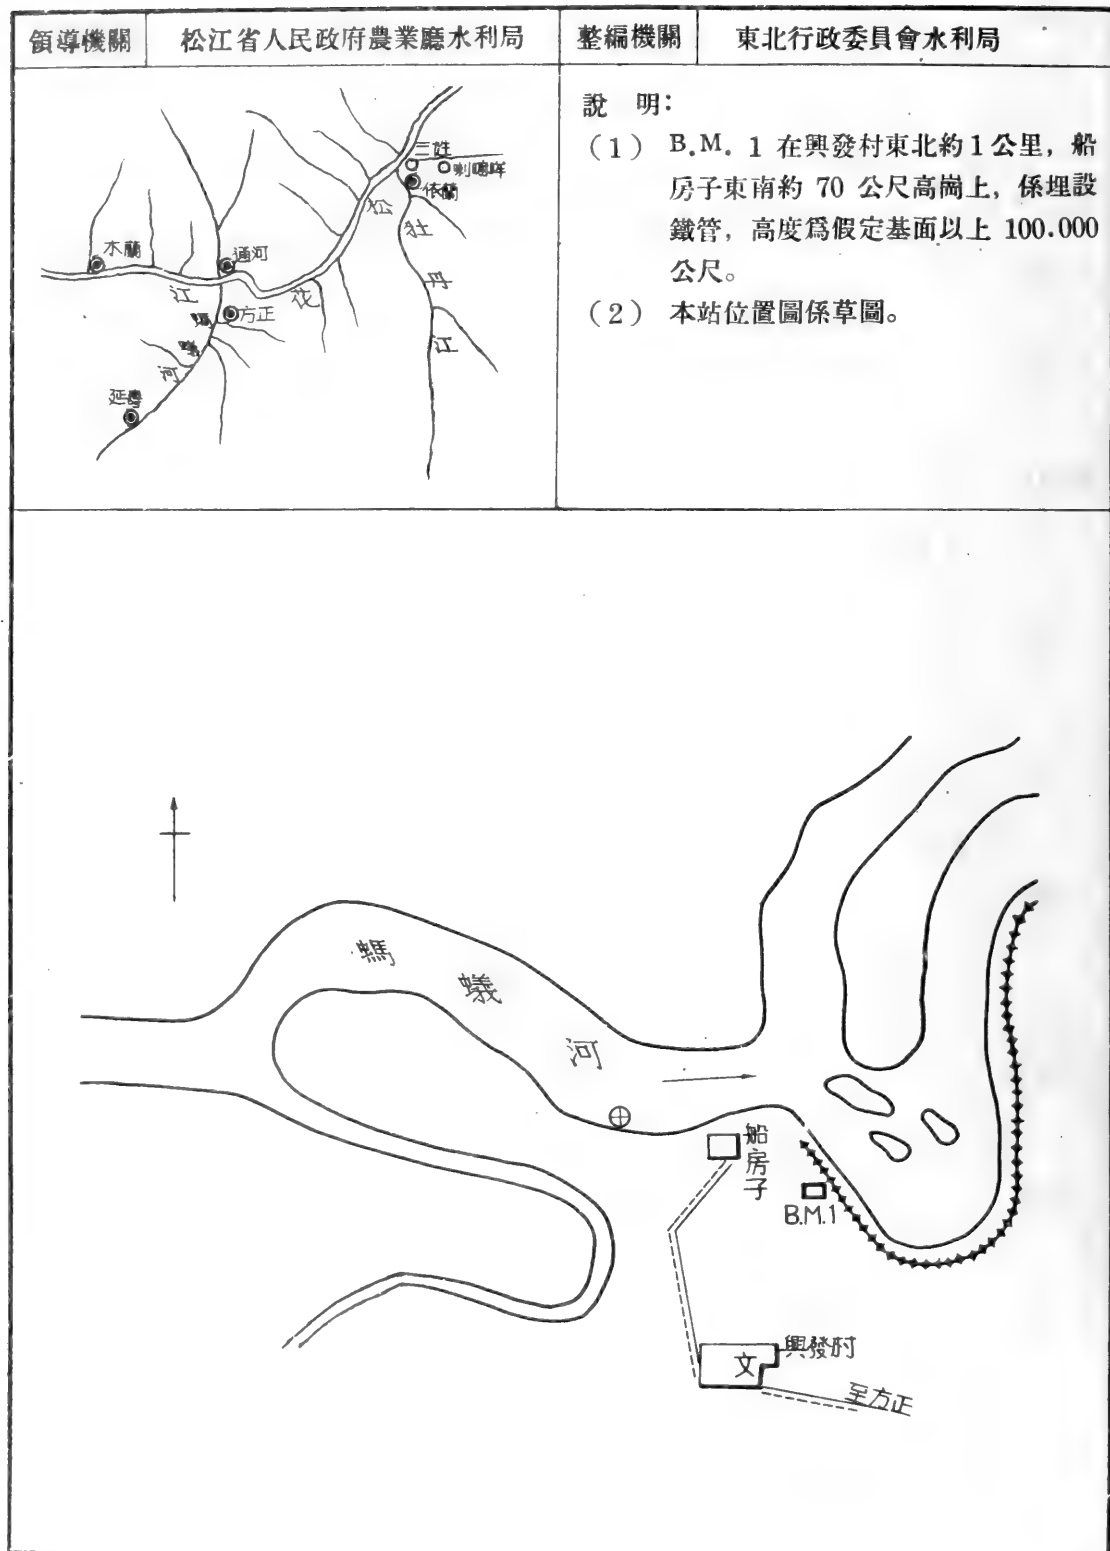 領導機關
松江省人民政府農業廳水利局
整編機關
東北行政委員會水利局
說 明:
(1) B.M. 1 在興發村東北約1公里，船
房子東南約 70 公尺高崗上，係埋設
鐵管，高度爲假定基面以上 100.000
公尺。
(2) 本站位置圖係草圖。
三姓
依蘭
木蘭
通河
方正
延壽
松
花
江
牡
丹
江
螞
蟻
河
螞
蟻
河
船
房
子
B.M.1
興發村
文
至方正